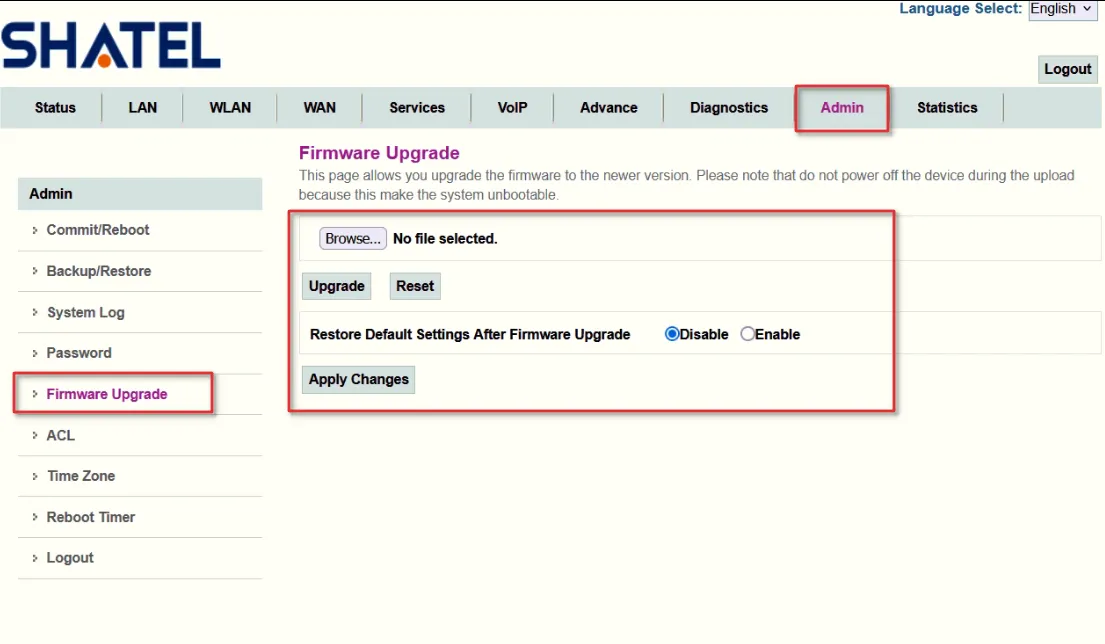 Language Select: English
SHATEL
Logout
Status LAN WLAN WAN Services VoIP Advance Diagnostics Admin Statistics
Firmware Upgrade
This page allows you upgrade the firmware to the newer version. Please note that do not power off the device during the upload
because this make the system unbootable.
Admin
Commit/Reboot
Backup/Restore
System Log
Password
Firmware Upgrade
ACL
Time Zone
Reboot Timer
Logout
Browse... No file selected.
Upgrade Reset
Restore Default Settings After Firmware Upgrade Disable Enable
Apply Changes